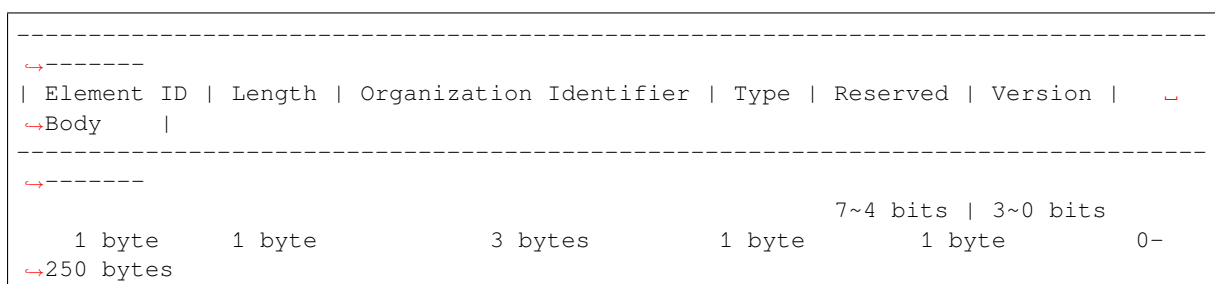 -----------------------------------------------------------------------------------
↪-------
| Element ID | Length | Organization Identifier | Type | Reserved | Version |   ␣
↪Body    |
-----------------------------------------------------------------------------------
↪-------
                                                         7~4 bits | 3~0 bits
    1 byte     1 byte            3 bytes         1 byte        1 byte         0-
↪250 bytes